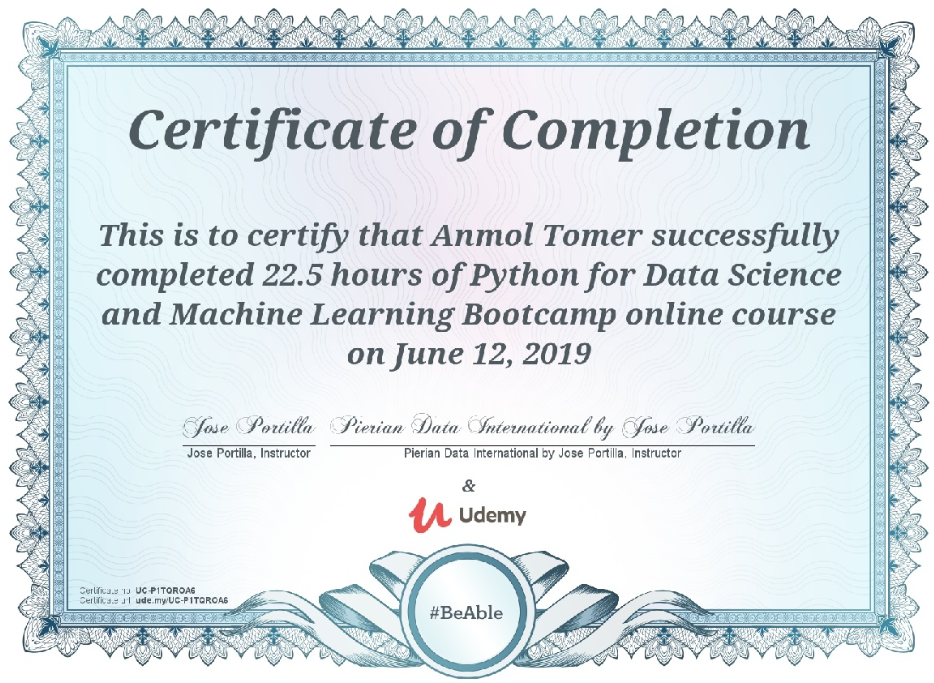 Certificate of Completion
This is to certify that Anmol Tomer successfully
completed 22.5 hours of Python for Data Science
and Machine Learning Bootcamp online course
on June 12, 2019
Jose Portilla Pierian Data International by Jose Portilla
Jose Portilla, Instructor Pierian Data International by Jose Portilla, Instructor
&
Udemy
Certificate no: UC-P1TQROA6
Certificate url: ude.my/UC-P1TQROA6
#BeAble